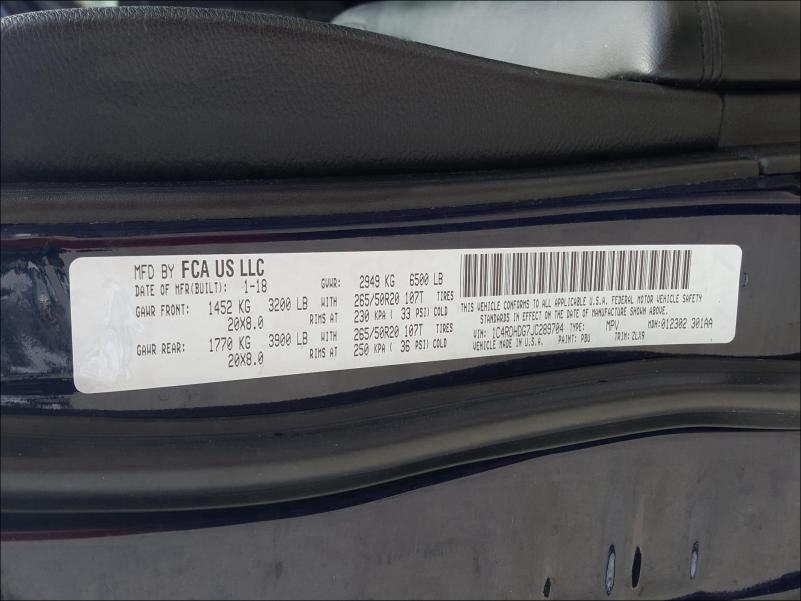 MFD BY FCA US LLC
DATE OF MFR(BUILT): 1-18 GVWR: 2949 KG 6500 LB
GAWR FRONT: 1452 KG 3200 LB WITH 265/50R20 107T TIRES
20X8.0 RIMS AT 230 KPA ( 33 PSI) COLD
GAWR REAR: 1770 KG 3900 LB WITH 265/50R20 107T TIRES
20X8.0 RIMS AT 250 KPA ( 36 PSI) COLD
THIS VEHICLE CONFORMS TO ALL APPLICABLE U.S.A. FEDERAL MOTOR VEHICLE SAFETY
STANDARDS IN EFFECT ON THE DATE OF MANUFACTURE SHOWN ABOVE.
VIN: 1C4RDHDG7JC289704 TYPE: MPV MDH:012302 301AA
MADE IN U.S.A. PAINT: PBU TRIM: ZLX9